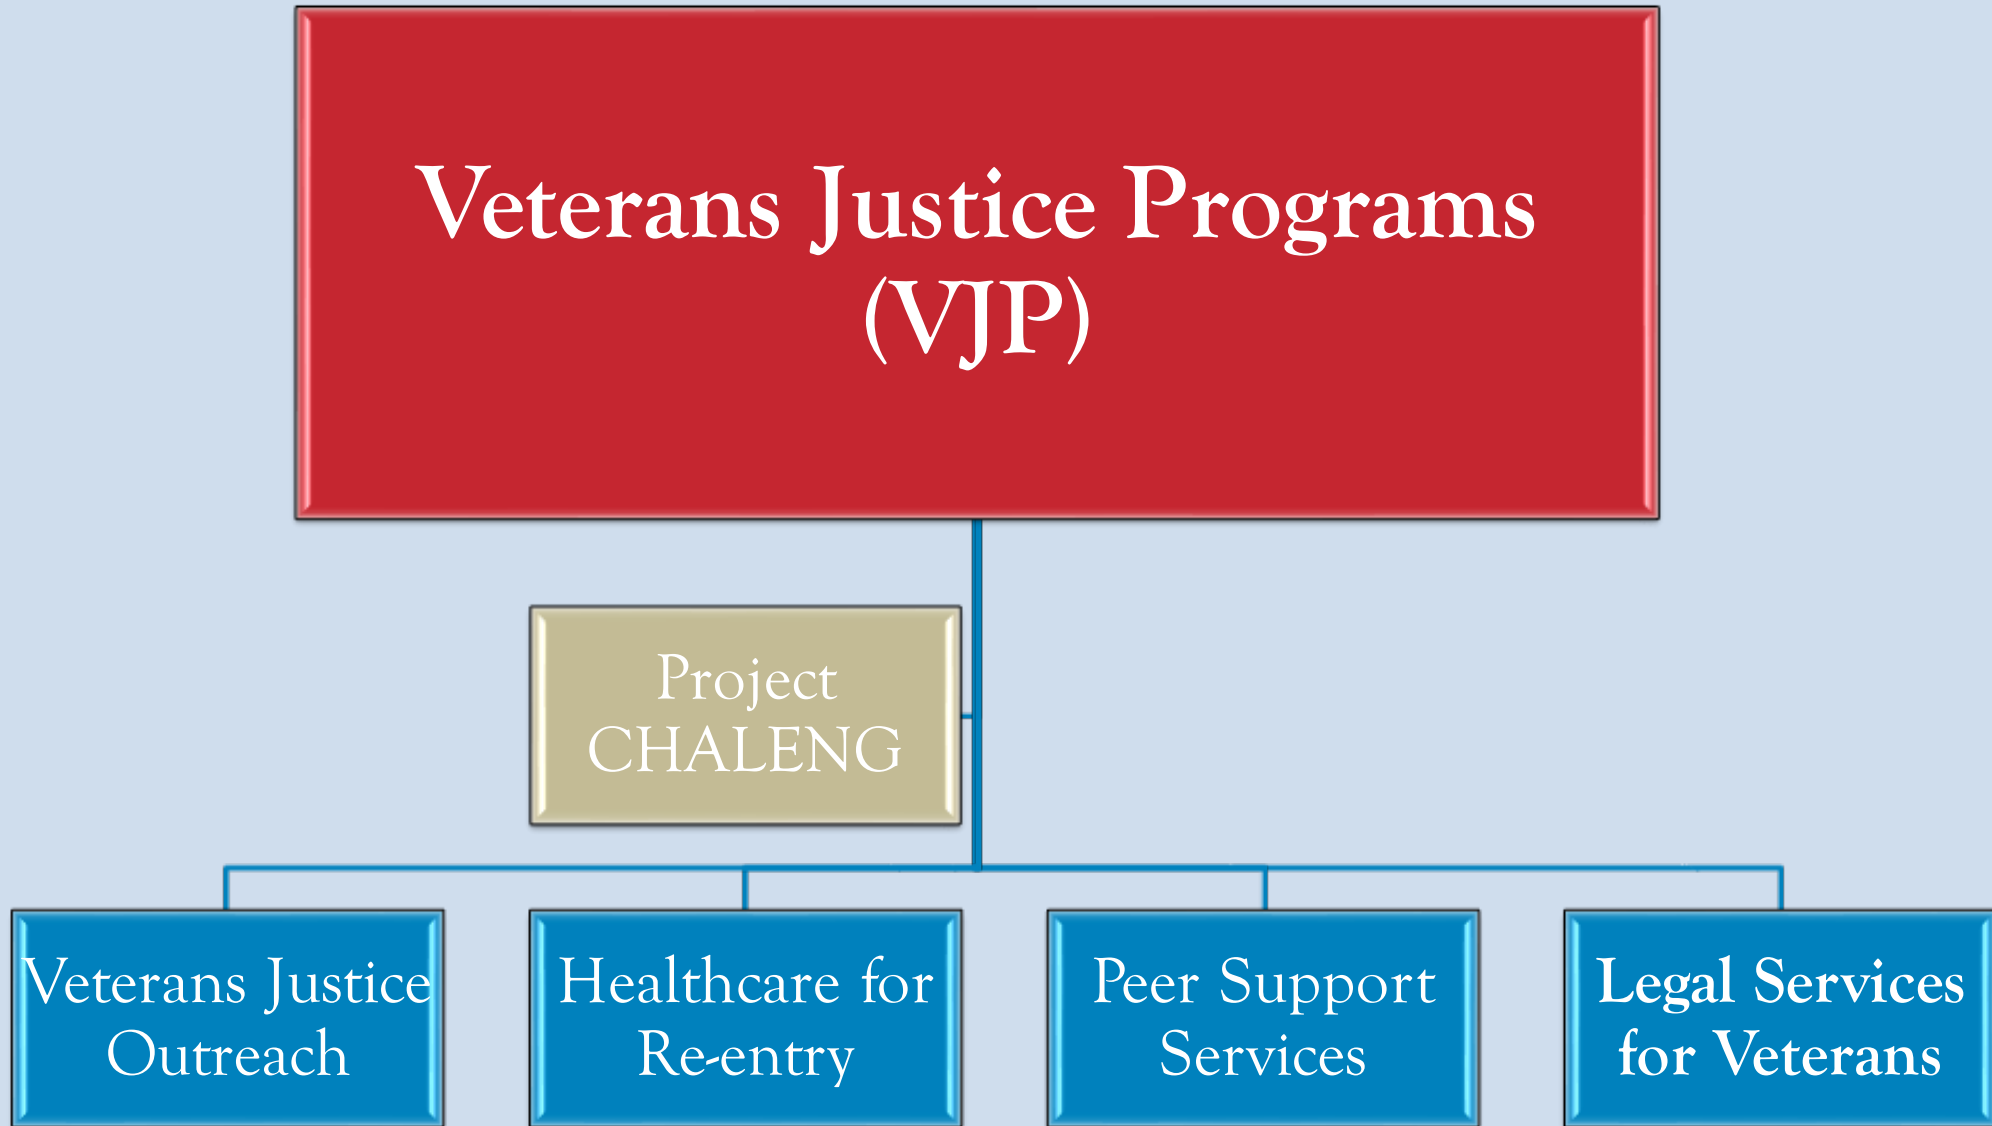 Veterans Justice Programs
(VJP)
Project
CHALENG
Veterans Justice
Outreach
Healthcare for
Re-entry
Peer Support
Services
Legal Services
for Veterans